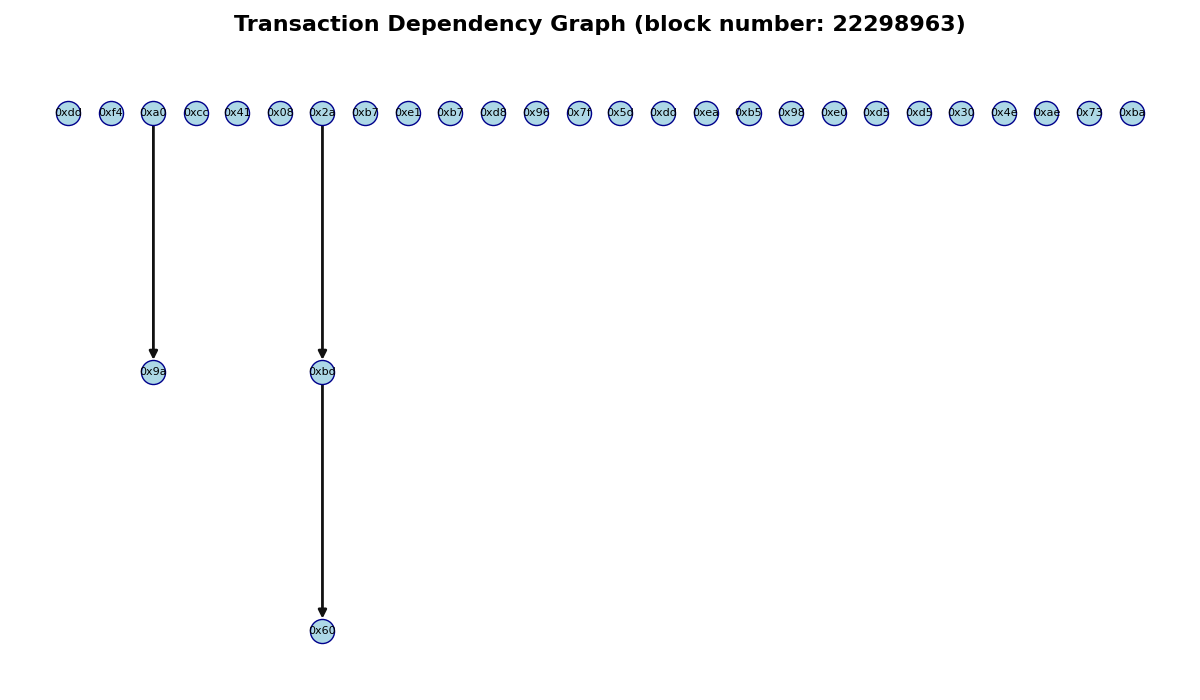 Transaction Dependency Graph (block number: 22298963)
0xdd 0xf4 0xa0 0xcc 0x41 0x08 0x2a 0xb7 0xe1 0xb7 0xd8 0x96 0x7f 0x5d 0xdd 0xea 0xb5 0x98 0xe0 0xd5 0xd5 0x30 0x4e 0xae 0x73 0xba
0x9a 0xbd
0x60